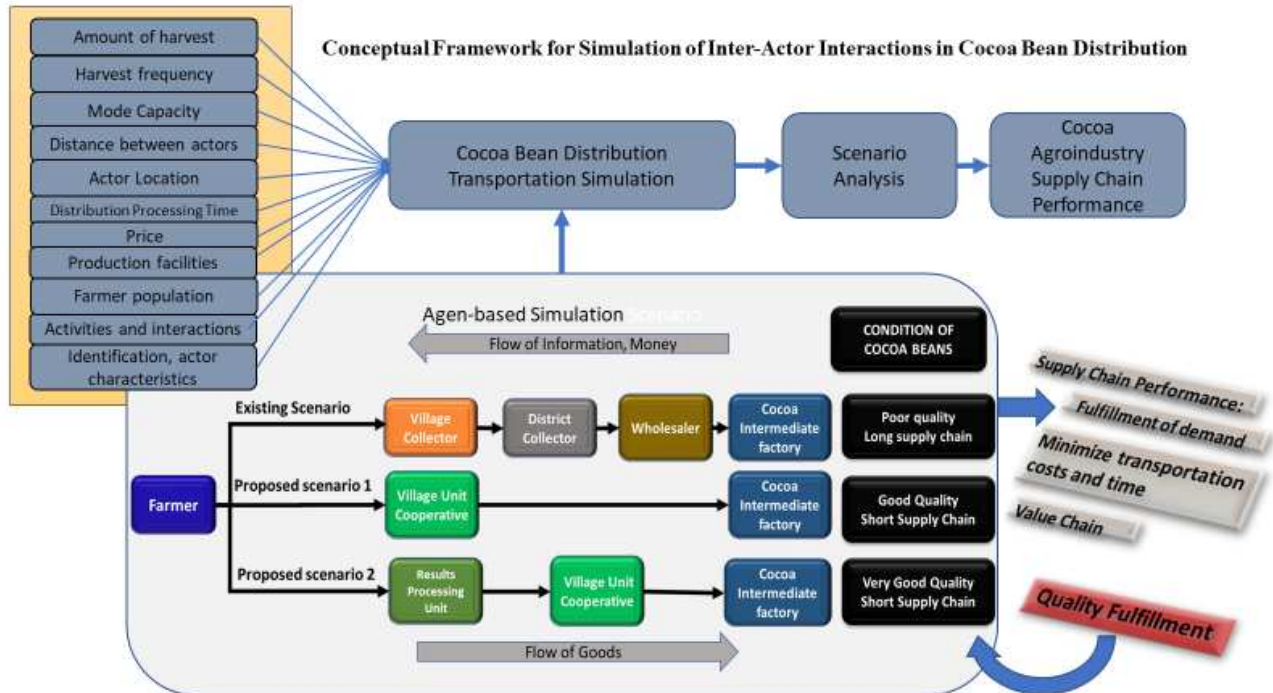 Conceptual Framework for Simulation of Inter-Actor Interactions in Cocoa Bean Distribution
Amount of harvest
Harvest frequency
Mode Capacity
Distance between actors
Actor Location
Distribution Processing Time
Price
Production facilities
Farmer population
Activities and interactions
Identification, actor
characteristics
Cocoa Bean Distribution
Transportation Simulation
Scenario
Analysis
Cocoa
Agroindustry
Supply Chain
Performance
Agen-based Simulation Scenario
Flow of Information, Money
CONDITION OF
COCOA BEANS
Farmer
Existing Scenario
Village
Collector
District
Collector
Wholesaler
Cocoa
Intermediate
factory
Poor quality
Long supply chain
Proposed scenario 1
Village Unit
Cooperative
Cocoa
Intermediate
factory
Good Quality
Short Supply Chain
Proposed scenario 2
Results
Processing
Unit
Village Unit
Cooperative
Cocoa
Intermediate
factory
Very Good Quality
Short Supply Chain
Flow of Goods
Supply Chain Performance:
Fulfillment of demand
Minimize transportation
costs and time
Value Chain
Quality Fulfillment